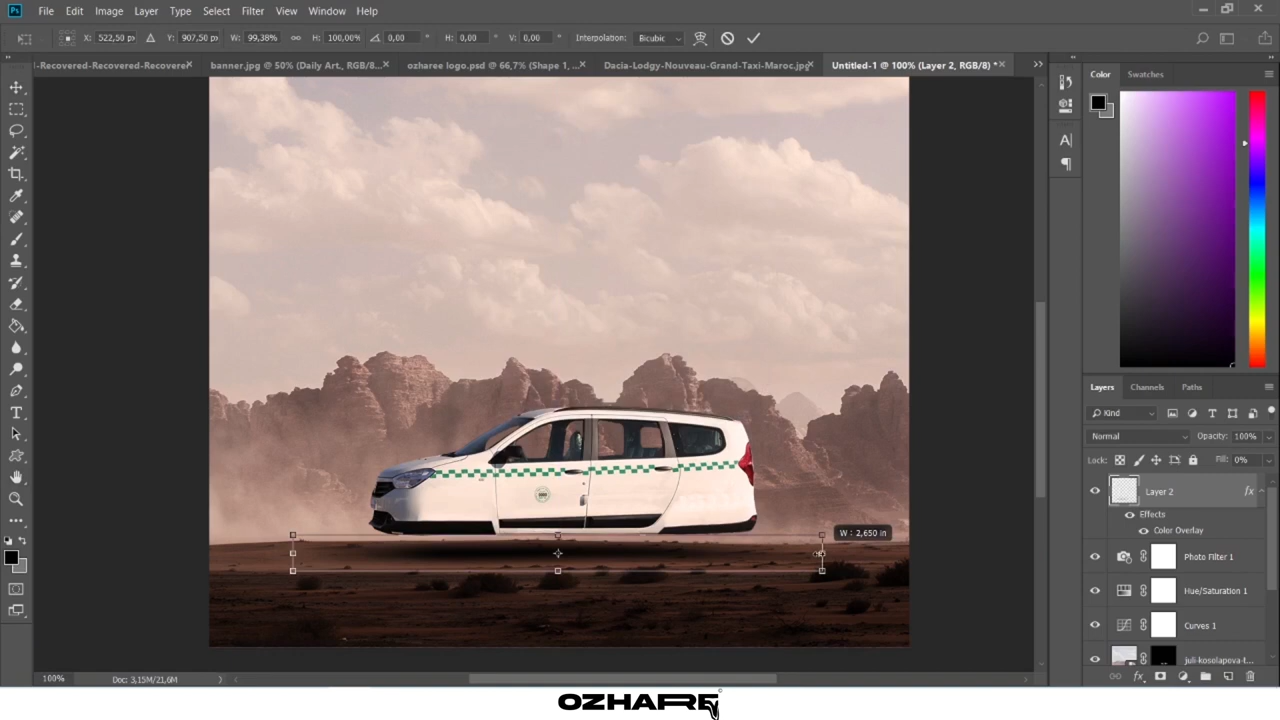 Ps File Edit Image Layer Type Select Filter View Window Help
X: 522,50 px Y: 907,50 px W: 99,38% H: 100,00% 0,00 ° H: 0,00 ° V: 0,00 ° Interpolation: Bicubic
l-Recovered-Recovered-Recovered banner.jpg @ 50% (Daily Art., RGB/8... ozharee logo.psd @ 66,7% (Shape 1, ... Dacia-Lodgy-Nouveau-Grand-Taxi-Maroc.jpg Untitled-1 @ 100% (Layer 2, RGB/8) *
Color Swatches
W : 2,650 in
Layers Channels Paths
Kind
Normal Opacity: 100%
Lock: Fill: 0%
Layer 2 fx
Effects
Color Overlay
Photo Filter 1
Hue/Saturation 1
Curves 1
juli-kosolapova-t...
100% Doc: 3,15M/21,6M
OZHAREE